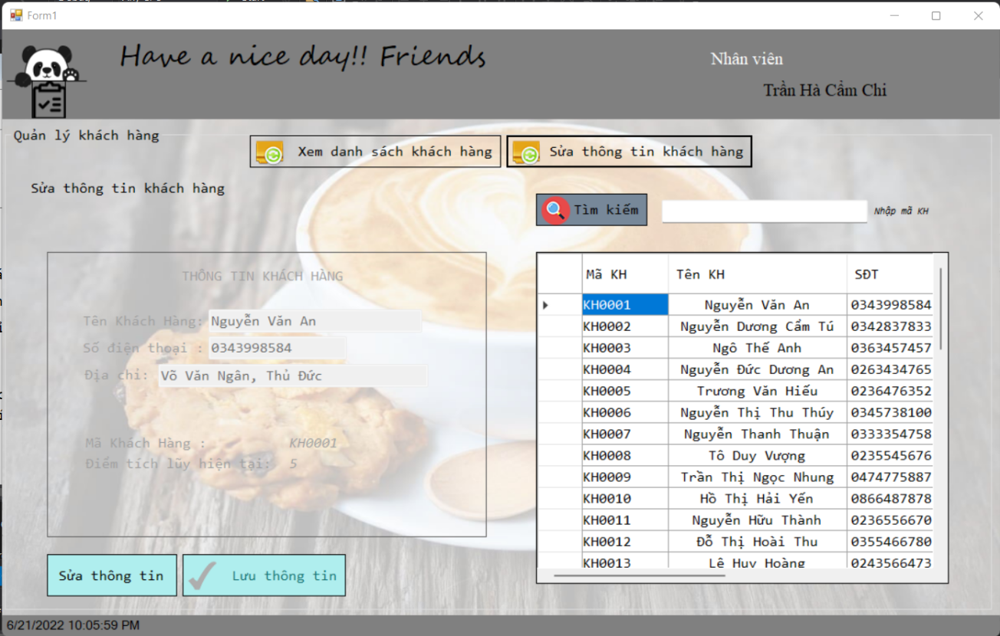 Form1
Have a nice day!! Friends
Nhân viên
Trần Hà Cẩm Chi
Quản lý khách hàng
Xem danh sách khách hàng
Sửa thông tin khách hàng
Sửa thông tin khách hàng
Tìm kiếm
Nhập mã KH
THÔNG TIN KHÁCH HÀNG
Tên Khách Hàng: Nguyễn Văn An
Số điện thoại : 0343998584
Địa chỉ: Võ Văn Ngân, Thủ Đức
Mã Khách Hàng : KH0001
Điểm tích lũy hiện tại: 5
Sửa thông tin
Lưu thông tin
Mã KH Tên KH SĐT
KH0001 Nguyễn Văn An 0343998584
KH0002 Nguyễn Dương Cẩm Tú 0342837833
KH0003 Ngô Thế Anh 0363457457
KH0004 Nguyễn Đức Dương An 0263434765
KH0005 Trương Văn Hiếu 0236476352
KH0006 Nguyễn Thị Thu Thúy 0345738100
KH0007 Nguyễn Thanh Thuận 0333354758
KH0008 Tô Duy Vượng 0235545676
KH0009 Trần Thị Ngọc Nhung 0474775887
KH0010 Hồ Thị Hải Yến 0866487878
KH0011 Nguyễn Hữu Thành 0236556670
KH0012 Đỗ Thị Hoài Thu 0355466780
KH0013 Lê Huy Hoàng 0243566473
6/21/2022 10:05:59 PM